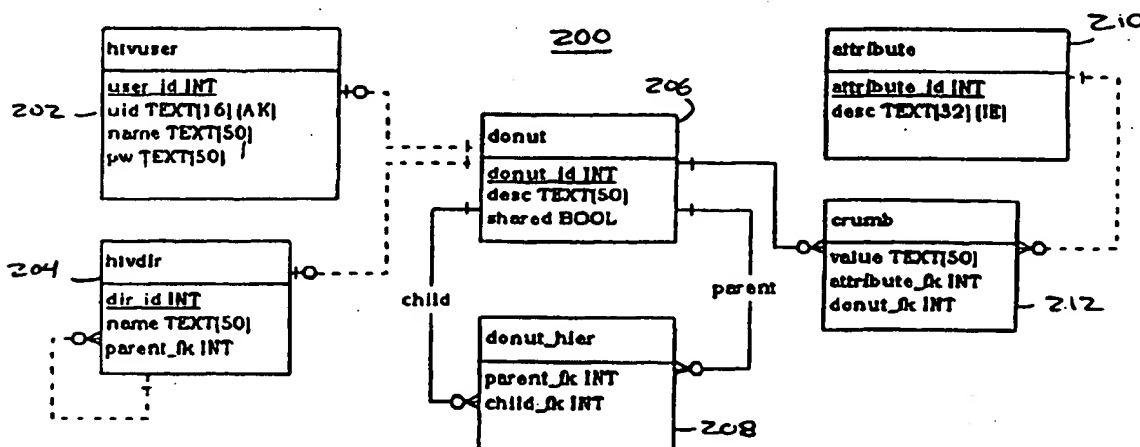 200
202
hivuser
user_id INT
uid TEXT[16] (AK)
name TEXT[50]
pw TEXT[50]
204
hivdir
dir_id INT
name TEXT[50]
parent_fk INT
206
donut
donut_id INT
desc TEXT[50]
shared BOOL
child
parent
donut_hier
parent_fk INT
child_fk INT
208
210
attribute
attribute_id INT
desc TEXT[32] (IE)
crumb
value TEXT[50]
attribute_fk INT
donut_fk INT
212